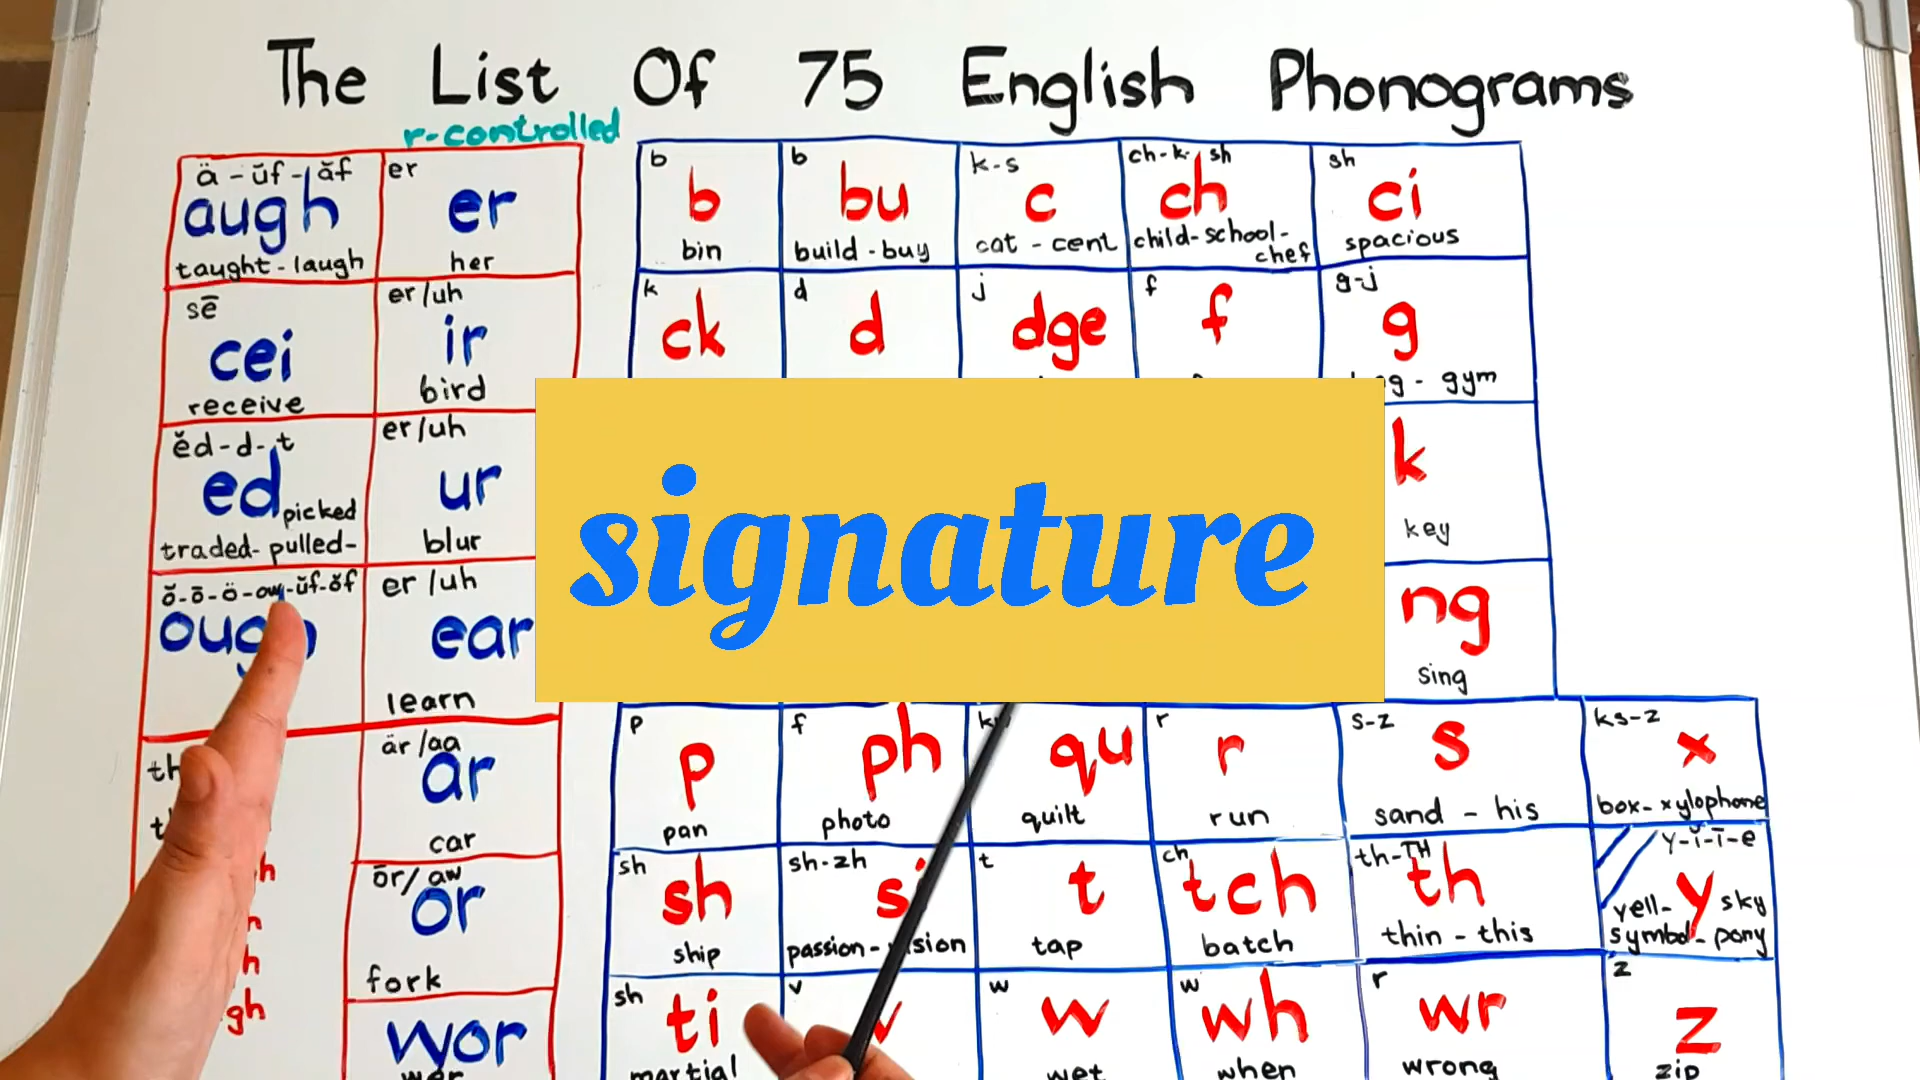 The List Of 75 English Phonograms
r-controlled
ä - ŭf - ăf
augh
taught - laugh
er
er
her
sē
cei
receive
er/uh
ir
bird
ĕd - d - t
ed
picked
traded - pulled -
er/uh
ur
blur
ŏ - ō - ö - ow - ŭf - ŏf
ough
er/uh
ear
learn
är/aa
ar
car
ōr/aw
or
fork
wor
b
b
bin
b
bu
build - buy
k - s
c
cat - cent
ch - k - sh
ch
child - school -
chef
sh
ci
spacious
k
ck
d
d
j
dge
f
f
g - j
g
gym
k
key
ng
sing
signature
p
p
pan
f
ph
photo
qu
quilt
r
r
run
s - z
s
sand - his
ks - z
x
box - xylophone
sh
sh
ship
sh - zh
passion -
t
t
tap
ch
tch
batch
th - TH
th
thin - this
y - ĭ - ī - e
y
yell - sky
symbol - pony
sh
ti
martial
v
v
w
w
wet
w
wh
when
r
wr
wrong
z
z
zip